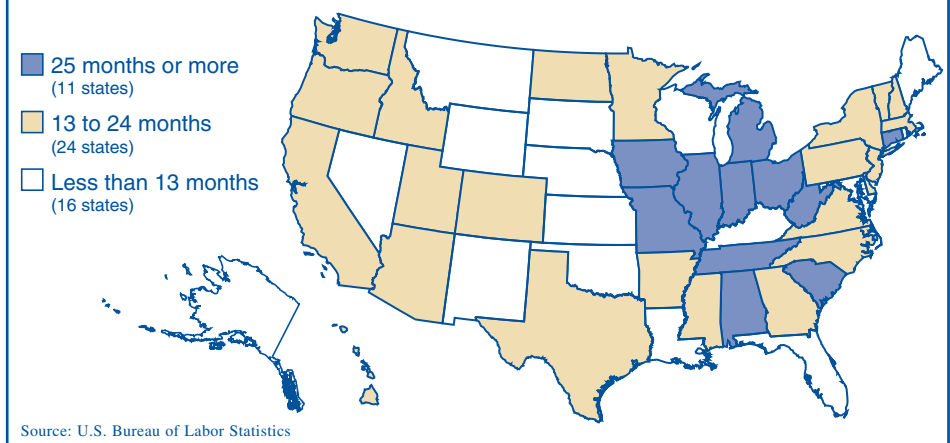 25 months or more
(11 states)
13 to 24 months
(24 states)
Less than 13 months
(16 states)
Source: U.S. Bureau of Labor Statistics